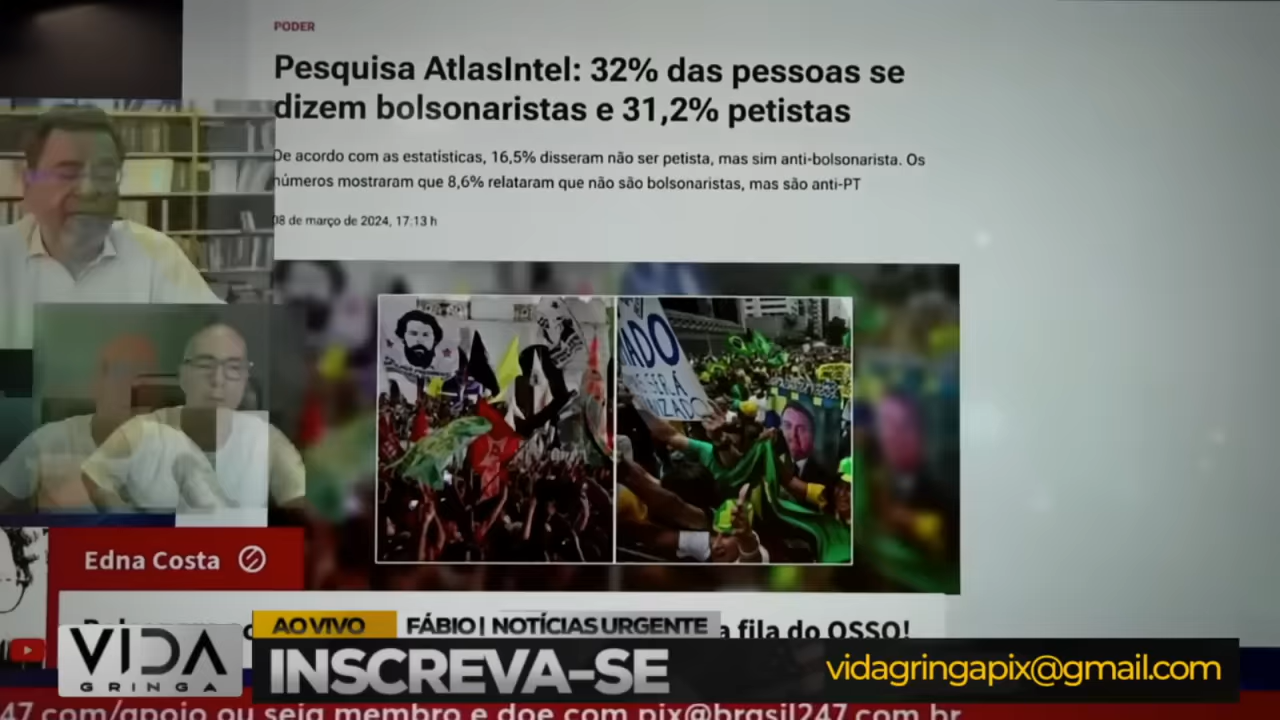 PODER
Pesquisa AtlasIntel: 32% das pessoas se
dizem bolsonaristas e 31,2% petistas
De acordo com as estatísticas, 16,5% disseram não ser petista, mas sim anti-bolsonarista. Os
números mostraram que 8,6% relataram que não são bolsonaristas, mas são anti-PT
08 de março de 2024, 17:13 h
Edna Costa
a fila do OSSO!
AO VIVO
FÁBIO | NOTÍCIAS URGENTE
VIDA
GRINGA
INSCREVA-SE
vidagringapix@gmail.com
47.com/apoio ou seja membro e doe com pix@brasil247.com.br